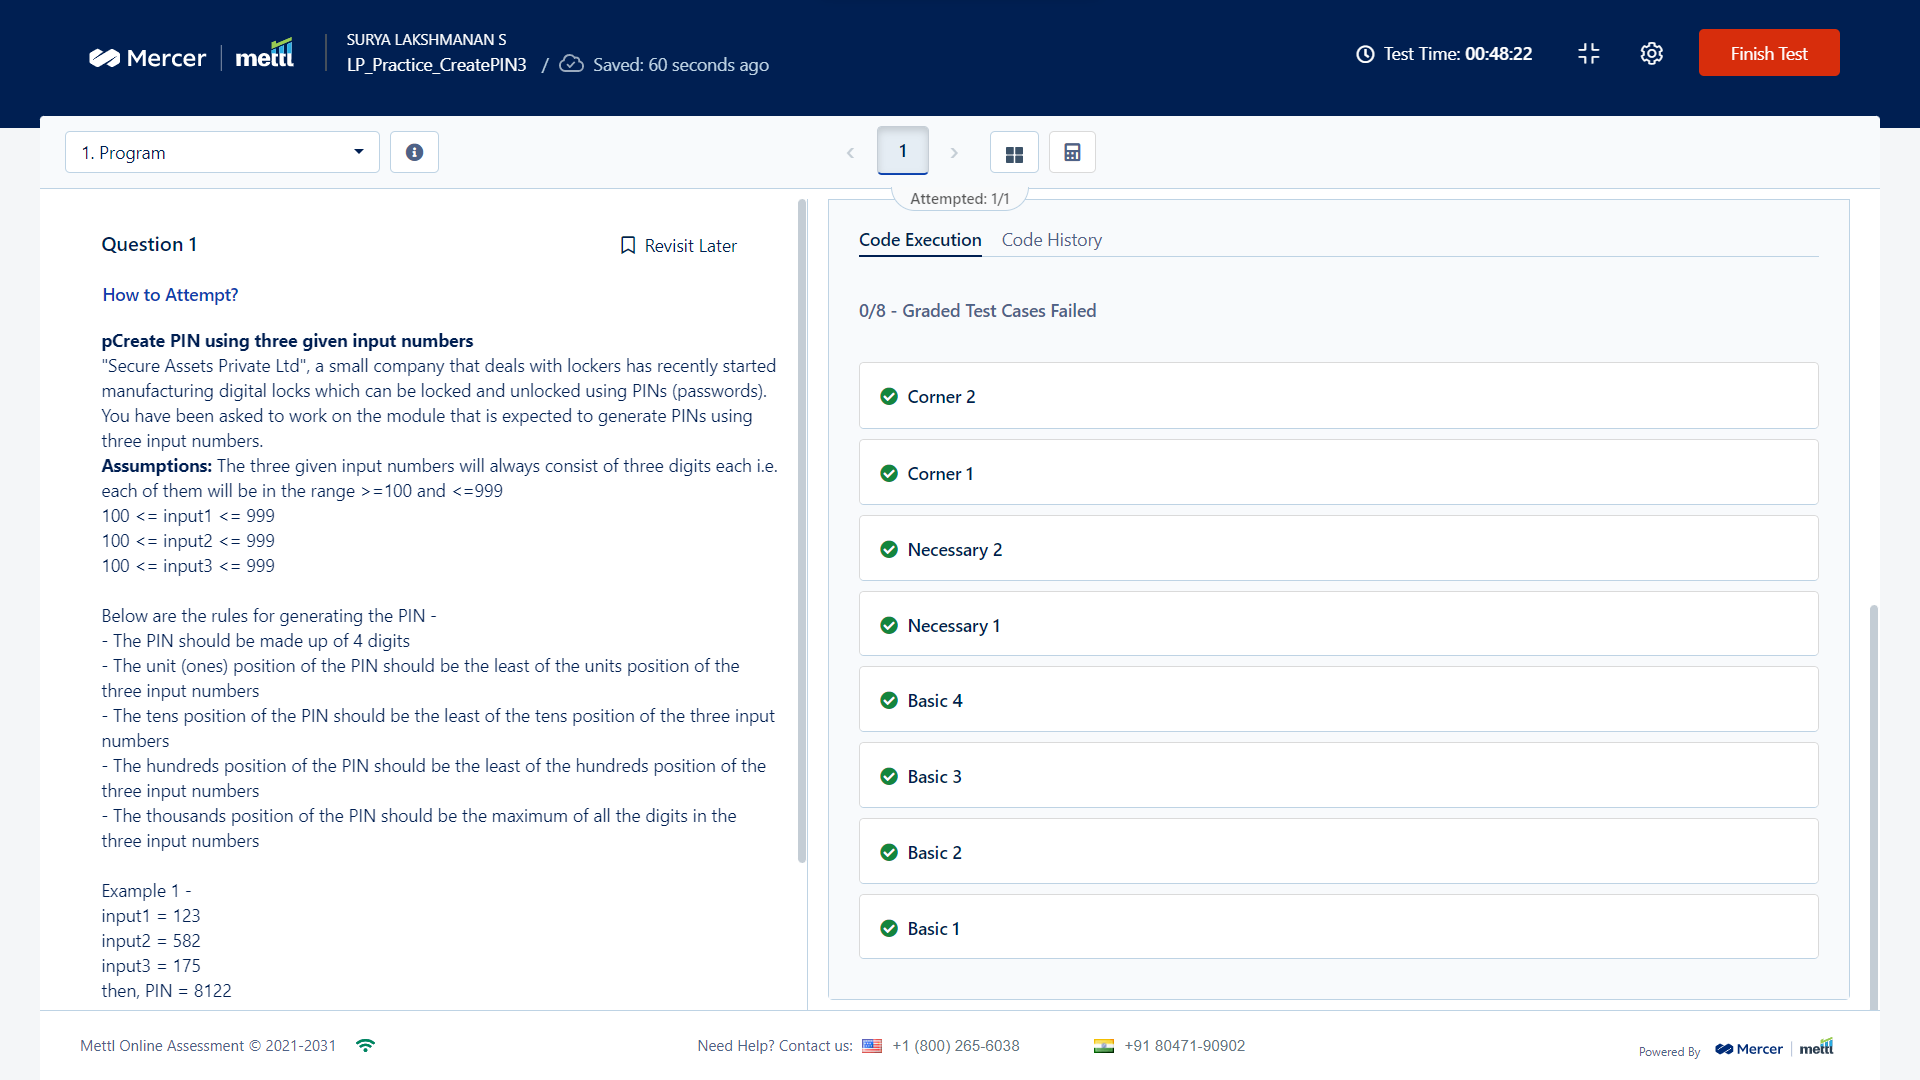 Mercer
mettl
SURYA LAKSHMANAN S
LP_Practice_CreatePIN3 / Saved: 60 seconds ago
Test Time: 00:48:22
Finish Test
1. Program
1
Attempted: 1/1
Question 1
Revisit Later
How to Attempt?
pCreate PIN using three given input numbers
"Secure Assets Private Ltd", a small company that deals with lockers has recently started
manufacturing digital locks which can be locked and unlocked using PINs (passwords).
You have been asked to work on the module that is expected to generate PINs using
three input numbers.
Assumptions: The three given input numbers will always consist of three digits each i.e.
each of them will be in the range >=100 and <=999
100 <= input1 <= 999
100 <= input2 <= 999
100 <= input3 <= 999
Below are the rules for generating the PIN -
- The PIN should be made up of 4 digits
- The unit (ones) position of the PIN should be the least of the units position of the
three input numbers
- The tens position of the PIN should be the least of the tens position of the three input
numbers
- The hundreds position of the PIN should be the least of the hundreds position of the
three input numbers
- The thousands position of the PIN should be the maximum of all the digits in the
three input numbers
Example 1 -
input1 = 123
input2 = 582
input3 = 175
then, PIN = 8122
Code Execution
Code History
0/8 - Graded Test Cases Failed
Corner 2
Corner 1
Necessary 2
Necessary 1
Basic 4
Basic 3
Basic 2
Basic 1
Mettl Online Assessment © 2021-2031
Need Help? Contact us: +1 (800) 265-6038
+91 80471-90902
Powered By Mercer mettl